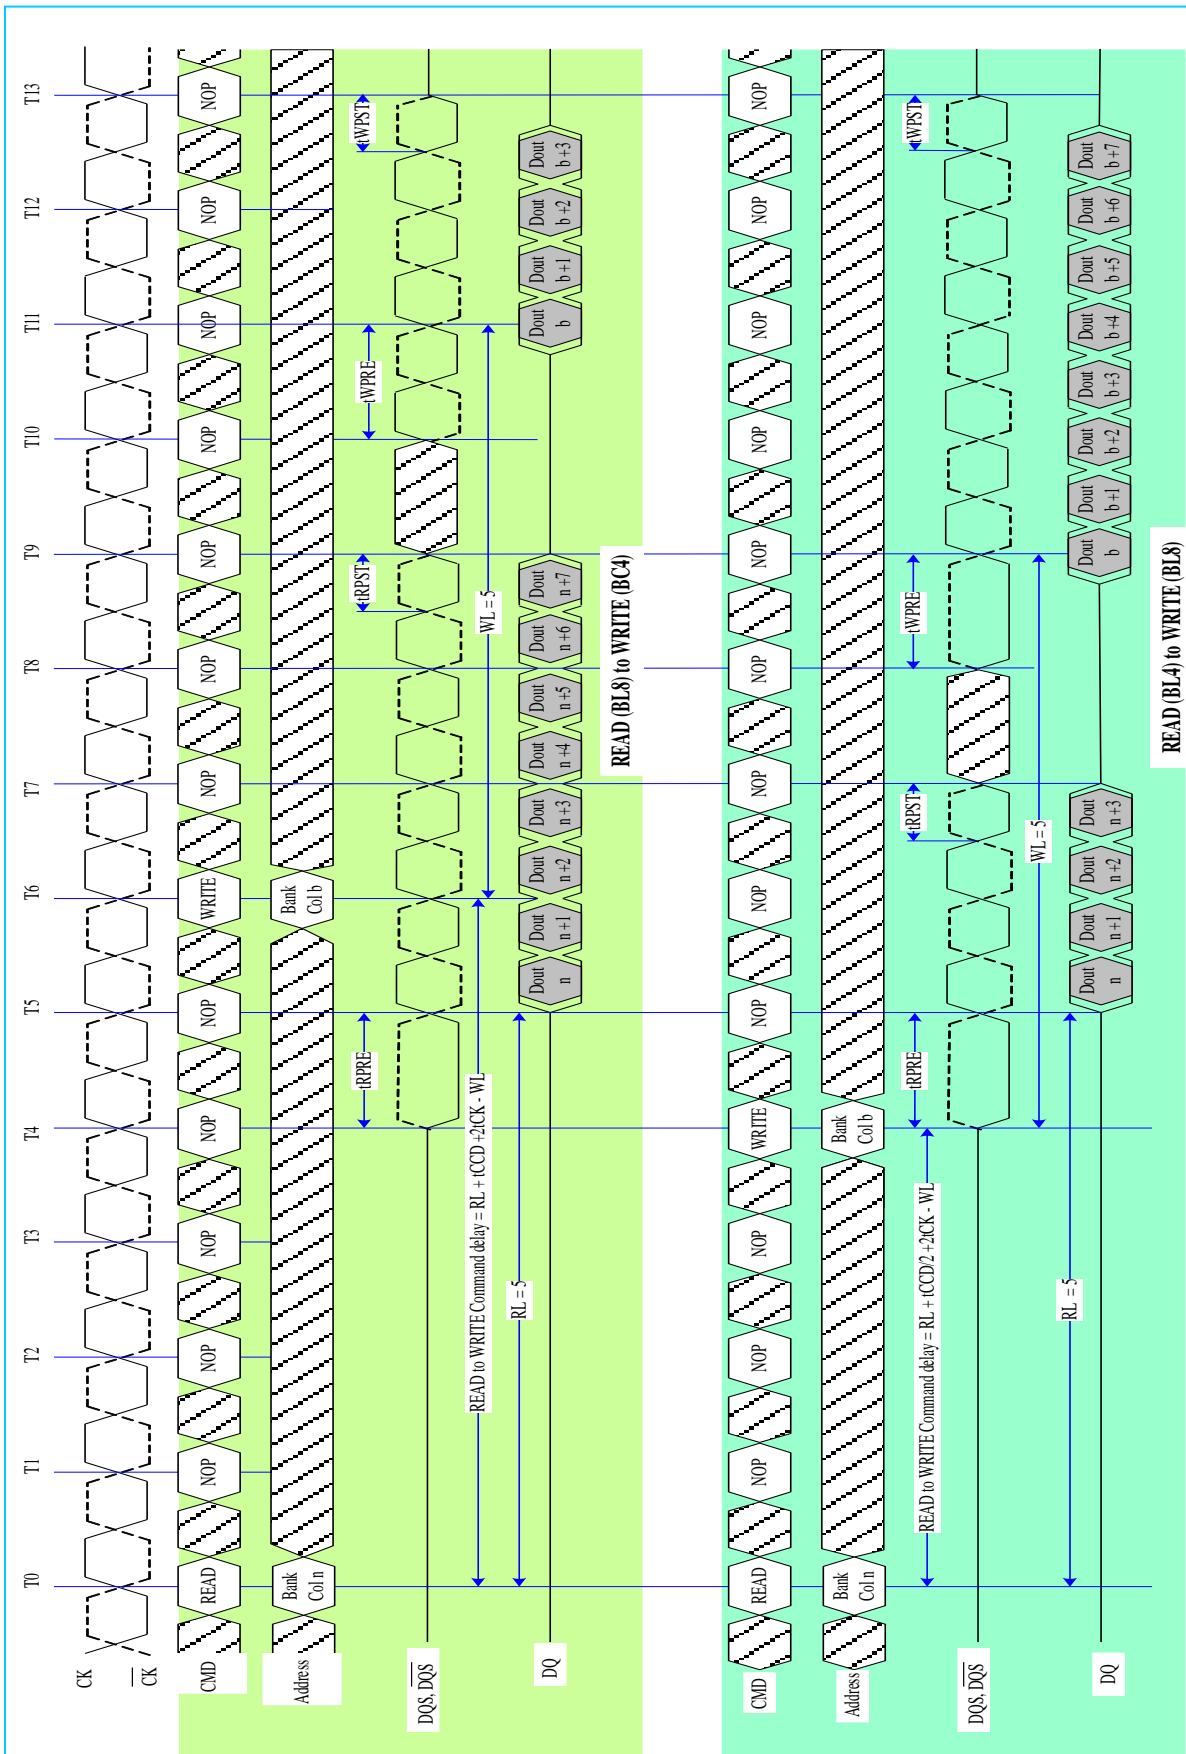 T0 T1 T2 T3 T4 T5 T6 T7 T8 T9 T10 T11 T12 T13
CK
C̅K̅
CMD READ NOP NOP NOP NOP NOP WRITE NOP NOP NOP NOP NOP NOP NOP
Address
Bank Bank
Col n Col b
tRPRE tRPST tWPRE tWPST
DQS, D̅Q̅S̅
READ to WRITE Command delay = RL + tCCD +2tCK - WL
WL = 5
RL = 5
DQ
Dout Dout Dout Dout Dout Dout Dout Dout Dout Dout Dout Dout
n n+1 n+2 n+3 n+4 n+5 n+6 n+7 b b+1 b+2 b+3
READ (BL8) to WRITE (BC4)
CMD READ NOP NOP NOP WRITE NOP NOP NOP NOP NOP NOP NOP NOP NOP
Address
Bank Bank
Col n Col b
tRPRE tRPST tWPRE tWPST
READ to WRITE Command delay = RL + tCCD/2 +2tCK - WL
DQS, D̅Q̅S̅
WL = 5
RL = 5
DQ
Dout Dout Dout Dout Dout Dout Dout Dout Dout Dout Dout Dout
n n+1 n+2 n+3 b b+1 b+2 b+3 b+4 b+5 b+6 b+7
READ (BL4) to WRITE (BL8)